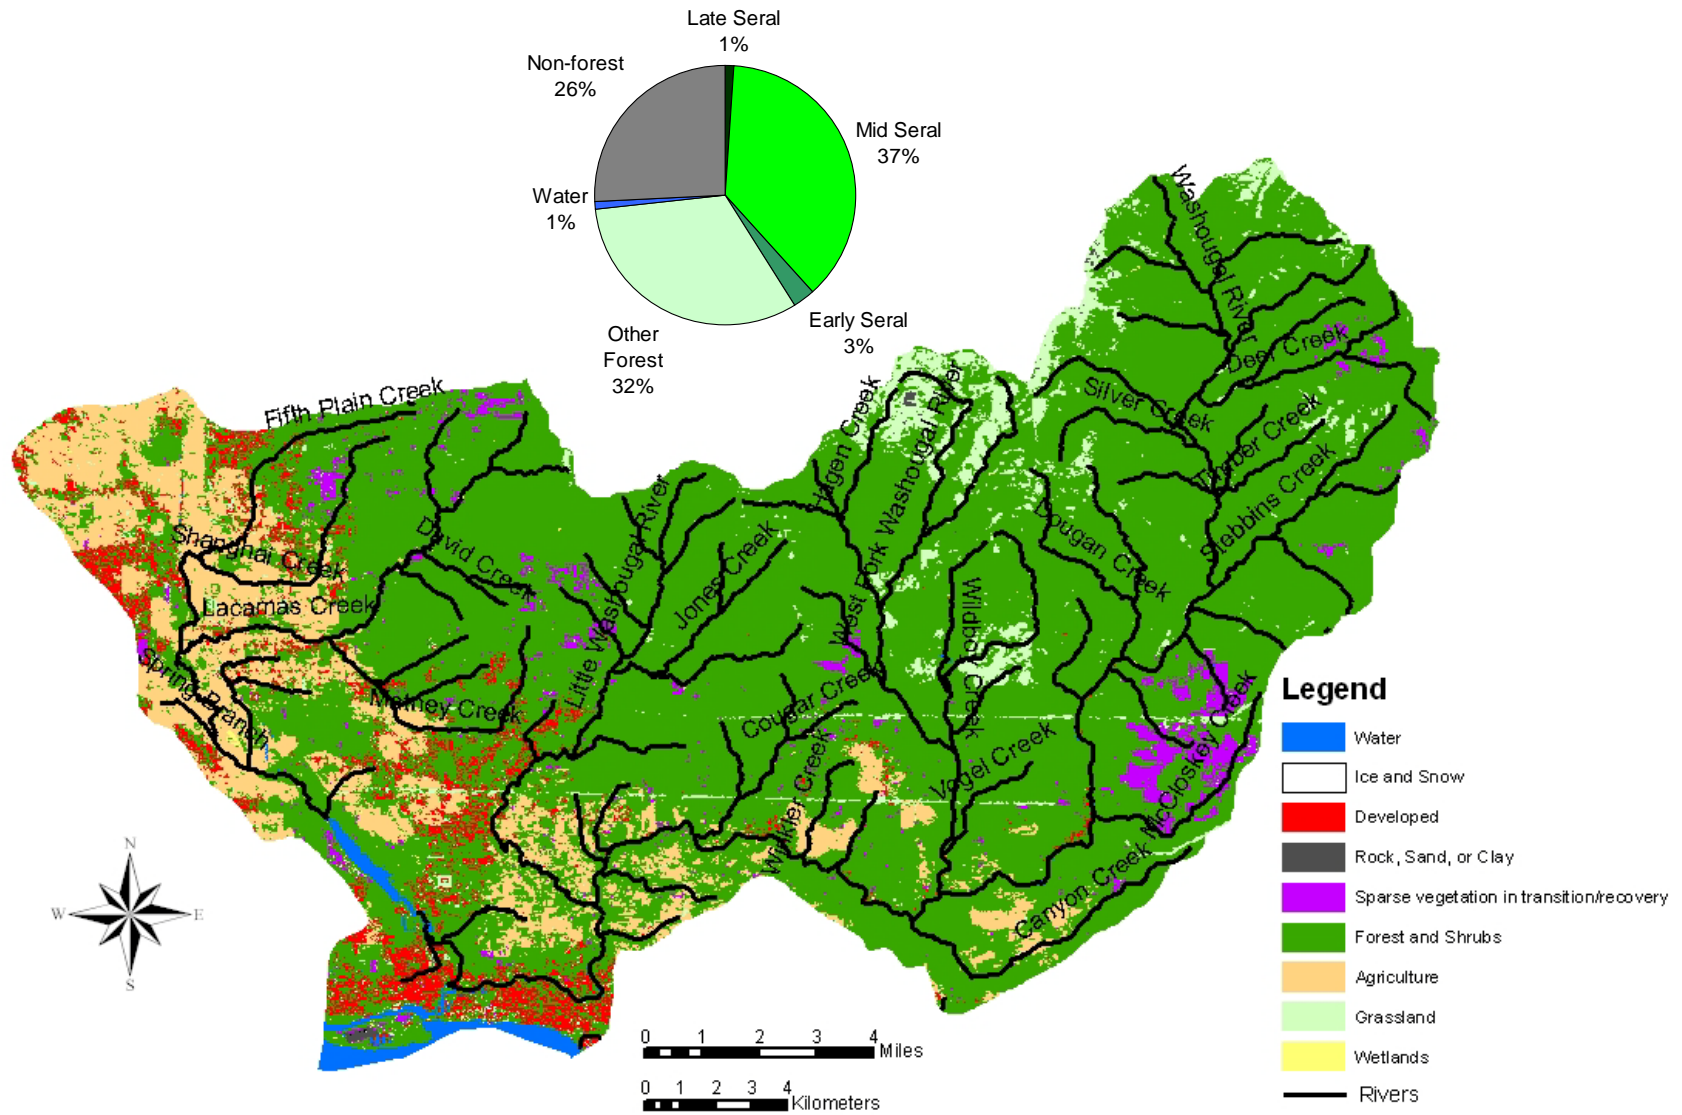 Late Seral
1%
Non-forest
26%
Mid Seral
37%
Water
1%
Early Seral
3%
Other
Forest
32%
Washougal River
Deer Creek
Silver Creek
Timber Creek
Stebbins Creek
Fifth Plain Creek
Hagen Creek
West Fork Washougal River
Dougan Creek
Shanghai Creek
David Creek
Little Washougal River
Jones Creek
Lacamas Creek
Wildboy Creek
Spring Branch
Matney Creek
Cougar Creek
Winkler Creek
Vogel Creek
McCloskey Creek
Canyon Creek
Legend
Water
Ice and Snow
Developed
Rock, Sand, or Clay
Sparse vegetation in transition/recovery
Forest and Shrubs
Agriculture
Grassland
Wetlands
Rivers
N
W E
S
0 1 2 3 4
Miles
0 1 2 3 4
Kilometers